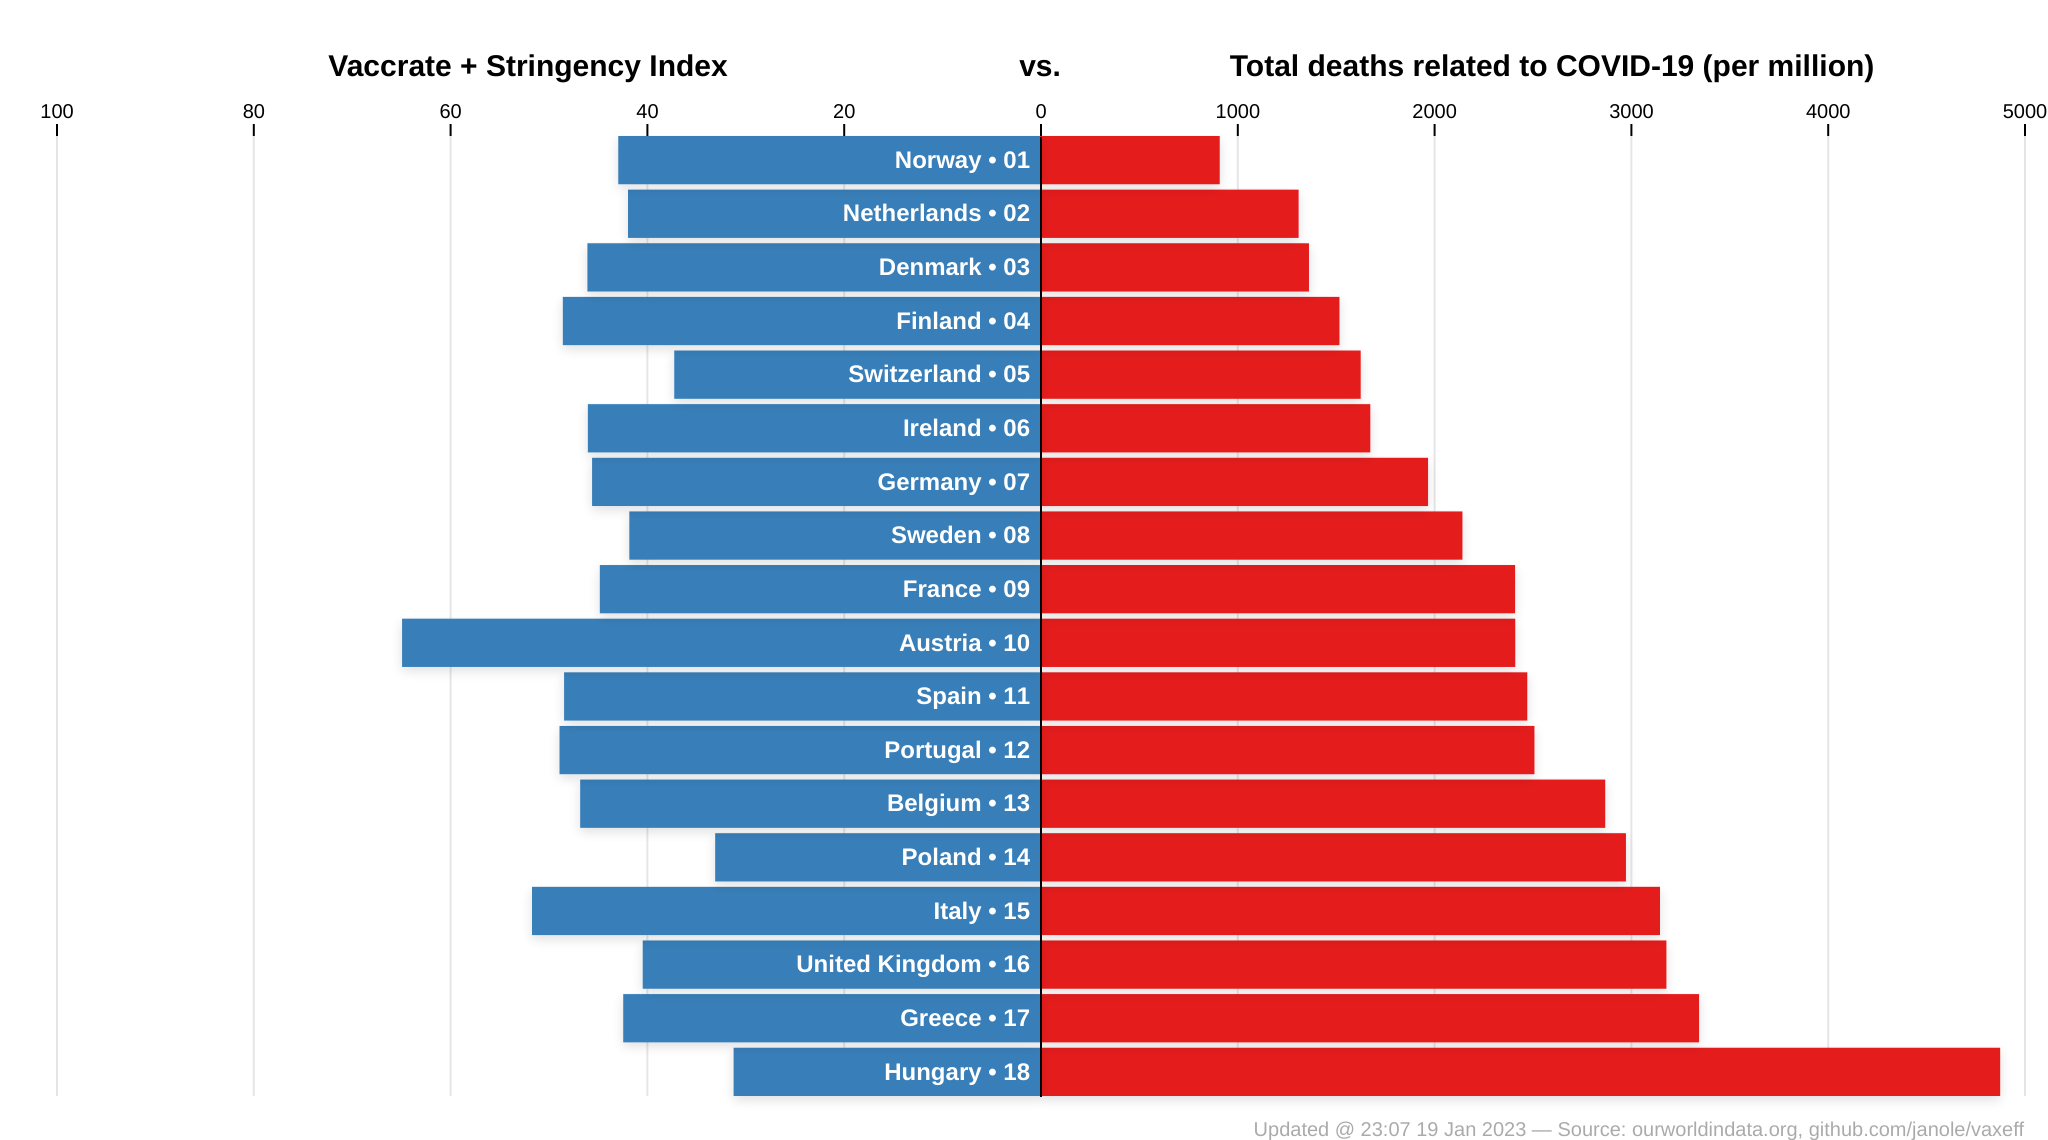 Vaccrate + Stringency Index vs. Total deaths related to COVID-19 (per million)
100 80 60 40 20 0 1000 2000 3000 4000 5000
Norway • 01
Netherlands • 02
Denmark • 03
Finland • 04
Switzerland • 05
Ireland • 06
Germany • 07
Sweden • 08
France • 09
Austria • 10
Spain • 11
Portugal • 12
Belgium • 13
Poland • 14
Italy • 15
United Kingdom • 16
Greece • 17
Hungary • 18
Updated @ 23:07 19 Jan 2023 — Source: ourworldindata.org, github.com/janole/vaxeff